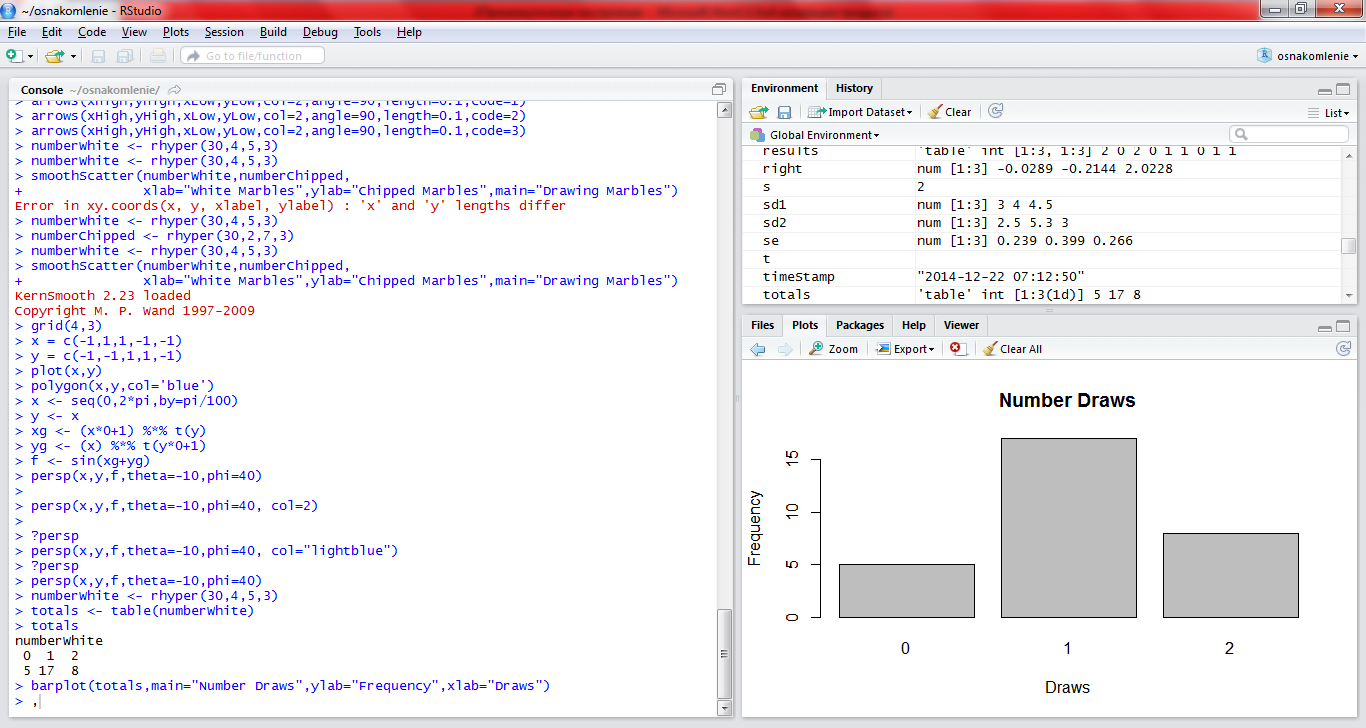 ~/osnakomlenie - RStudio
File Edit Code View Plots Session Build Debug Tools Help
Go to file/function
osnakomlenie
Console ~/osnakomlenie/
> arrows(xHigh,yHigh,xLow,yLow,col=2,angle=90,length=0.1,code=1)
> arrows(xHigh,yHigh,xLow,yLow,col=2,angle=90,length=0.1,code=2)
> arrows(xHigh,yHigh,xLow,yLow,col=2,angle=90,length=0.1,code=3)
> numberWhite <- rhyper(30,4,5,3)
> numberWhite <- rhyper(30,4,5,3)
> smoothScatter(numberWhite,numberChipped,
+ xlab="White Marbles",ylab="Chipped Marbles",main="Drawing Marbles")
Error in xy.coords(x, y, xlabel, ylabel) : 'x' and 'y' lengths differ
> numberWhite <- rhyper(30,4,5,3)
> numberChipped <- rhyper(30,2,7,3)
> numberWhite <- rhyper(30,4,5,3)
> smoothScatter(numberWhite,numberChipped,
+ xlab="White Marbles",ylab="Chipped Marbles",main="Drawing Marbles")
KernSmooth 2.23 loaded
Copyright M. P. Wand 1997-2009
> grid(4,3)
> x = c(-1,1,1,-1,-1)
> y = c(-1,-1,1,1,-1)
> plot(x,y)
> polygon(x,y,col='blue')
> x <- seq(0,2*pi,by=pi/100)
> y <- x
> xg <- (x*0+1) %*% t(y)
> yg <- (x) %*% t(y*0+1)
> f <- sin(xg+yg)
> persp(x,y,f,theta=-10,phi=40)
>
> persp(x,y,f,theta=-10,phi=40, col=2)
>
> ?persp
> persp(x,y,f,theta=-10,phi=40, col="lightblue")
> ?persp
> persp(x,y,f,theta=-10,phi=40)
> numberWhite <- rhyper(30,4,5,3)
> totals <- table(numberWhite)
> totals
numberWhite
0 1 2
5 17 8
> barplot(totals,main="Number Draws",ylab="Frequency",xlab="Draws")
> ,
Environment History
Import Dataset Clear List
Global Environment
results 'table' int [1:3, 1:3] 2 0 2 0 1 1 0 1 1
right num [1:3] -0.0289 -0.2144 2.0228
s 2
sd1 num [1:3] 3 4 4.5
sd2 num [1:3] 2.5 5.3 3
se num [1:3] 0.239 0.399 0.266
t
timeStamp "2014-12-22 07:12:50"
totals 'table' int [1:3(1d)] 5 17 8
Files Plots Packages Help Viewer
Zoom Export Clear All
Number Draws
Frequency
15
10
5
0
0 1 2
Draws